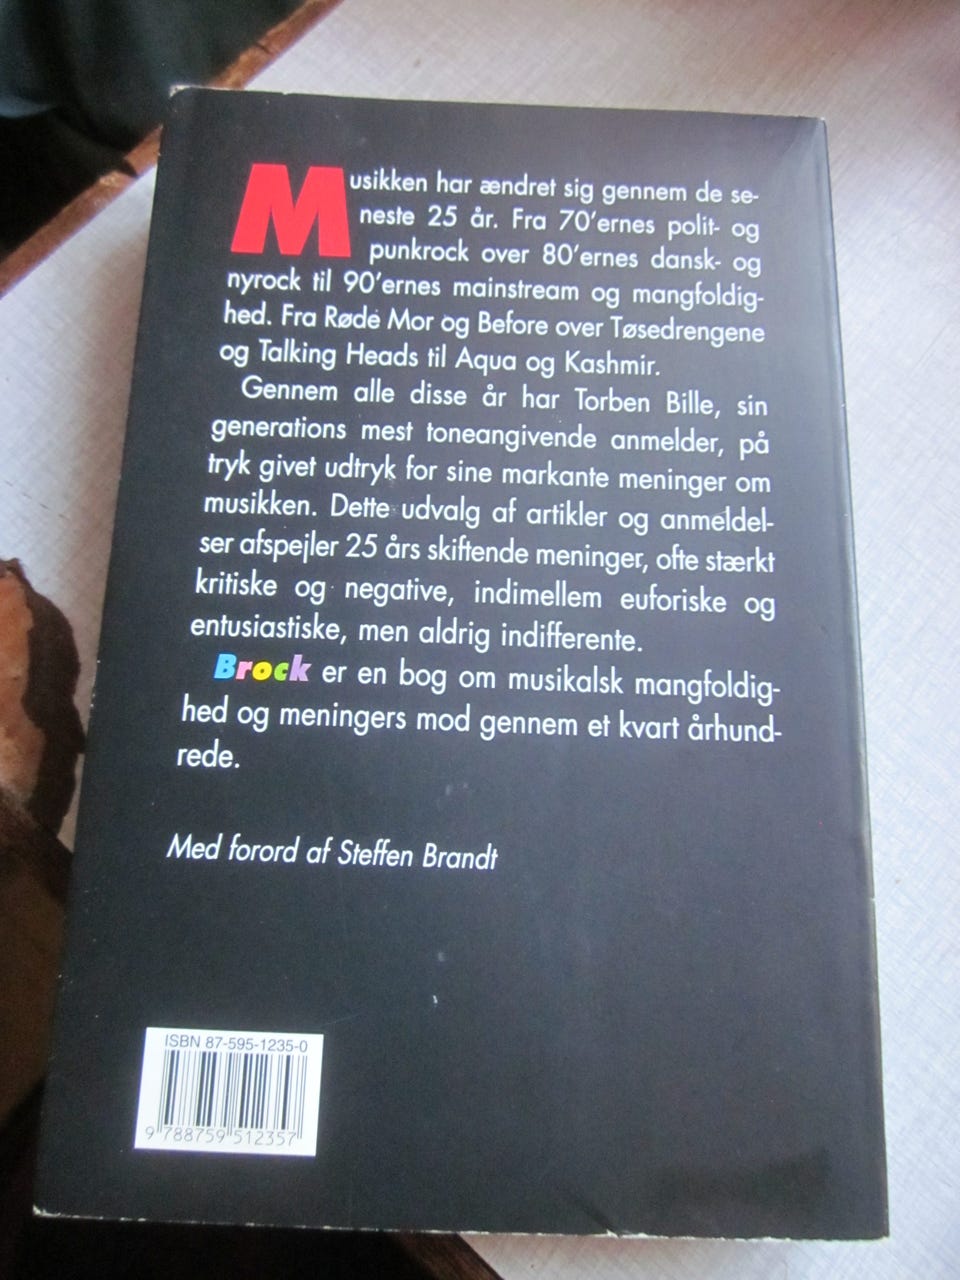 Musikken har ændret sig gennem de se-
neste 25 år. Fra 70'ernes polit- og
punkrock over 80'ernes dansk- og
nyrock til 90'ernes mainstream og mangfoldig-
hed. Fra Røde Mor og Before over Tøsedrengene
og Talking Heads til Aqua og Kashmir.
Gennem alle disse år har Torben Bille, sin
generations mest toneangivende anmelder, på
tryk givet udtryk for sine markante meninger om
musikken. Dette udvalg af artikler og anmeldel-
ser afspejler 25 års skiftende meninger, ofte stærkt
kritiske og negative, indimellem euforiske og
entusiastiske, men aldrig indifferente.
Brock er en bog om musikalsk mangfoldig-
hed og meningers mod gennem et kvart århund-
rede.
Med forord af Steffen Brandt
ISBN 87-595-1235-0
9 788759 512357